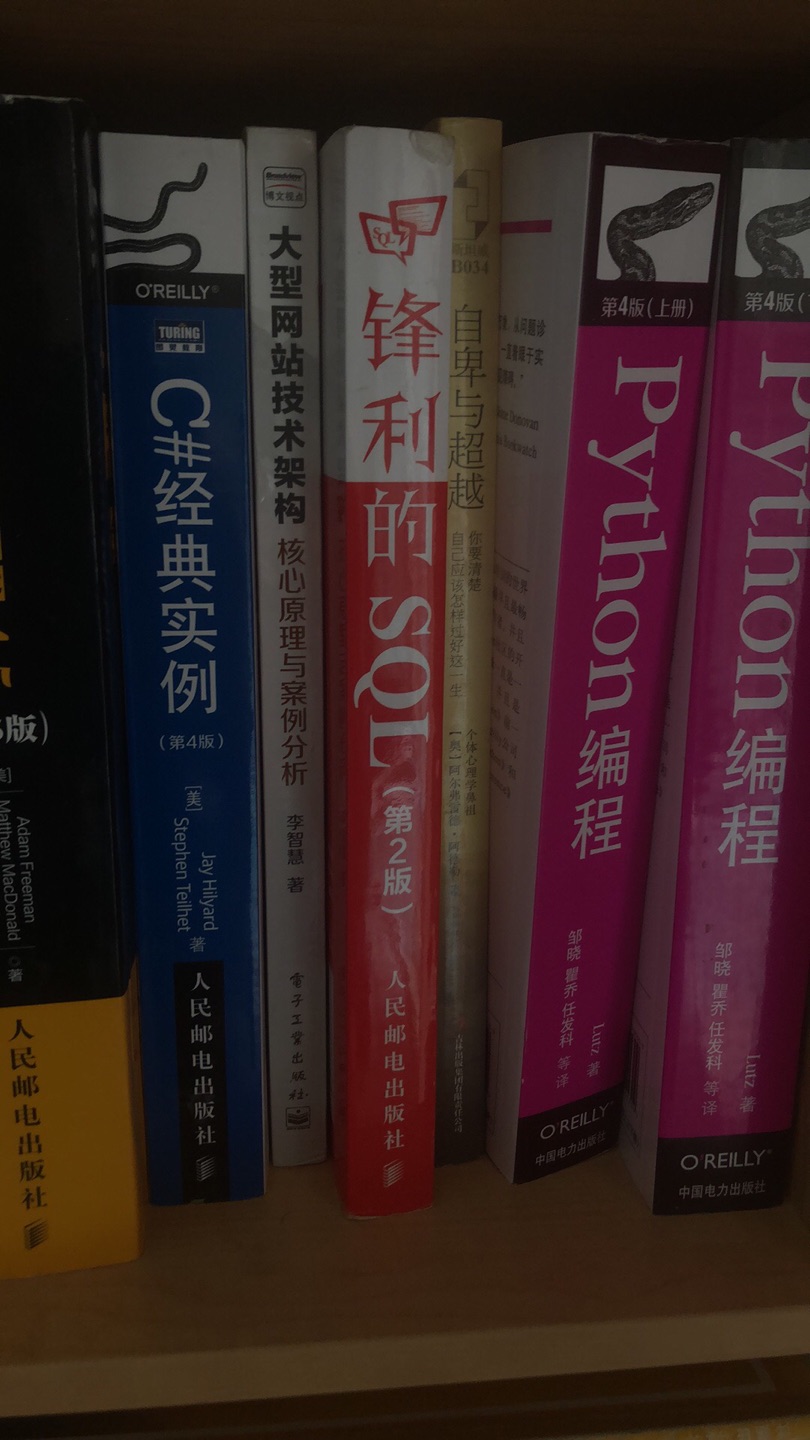 版)
Adam Freeman
Matthew MacDonald
著
人民邮电出版社
O'REILLY®
TURING
C#经典实例
(第4版)
[美]
Jay Hilyard
Stephen Teilhet
著
人民邮电出版社
Broadview
博文视点
大型网站技术架构
核心原理与案例分析
李智慧 著
電子工業出版社
SQL
锋利的SQL(第2版)
人民邮电出版社
B034
自卑与超越
你要清楚
自己应该怎样过好这一生
个体心理学鼻祖
第4版(上册)
Python编程
Lutz 著
邹晓 瞿乔 任发科 等译
O'REILLY®
中国电力出版社
第4版(
Python编程
Lutz 著
邹晓 瞿乔 任发科 等译
O'REILLY®
中国电力出版社